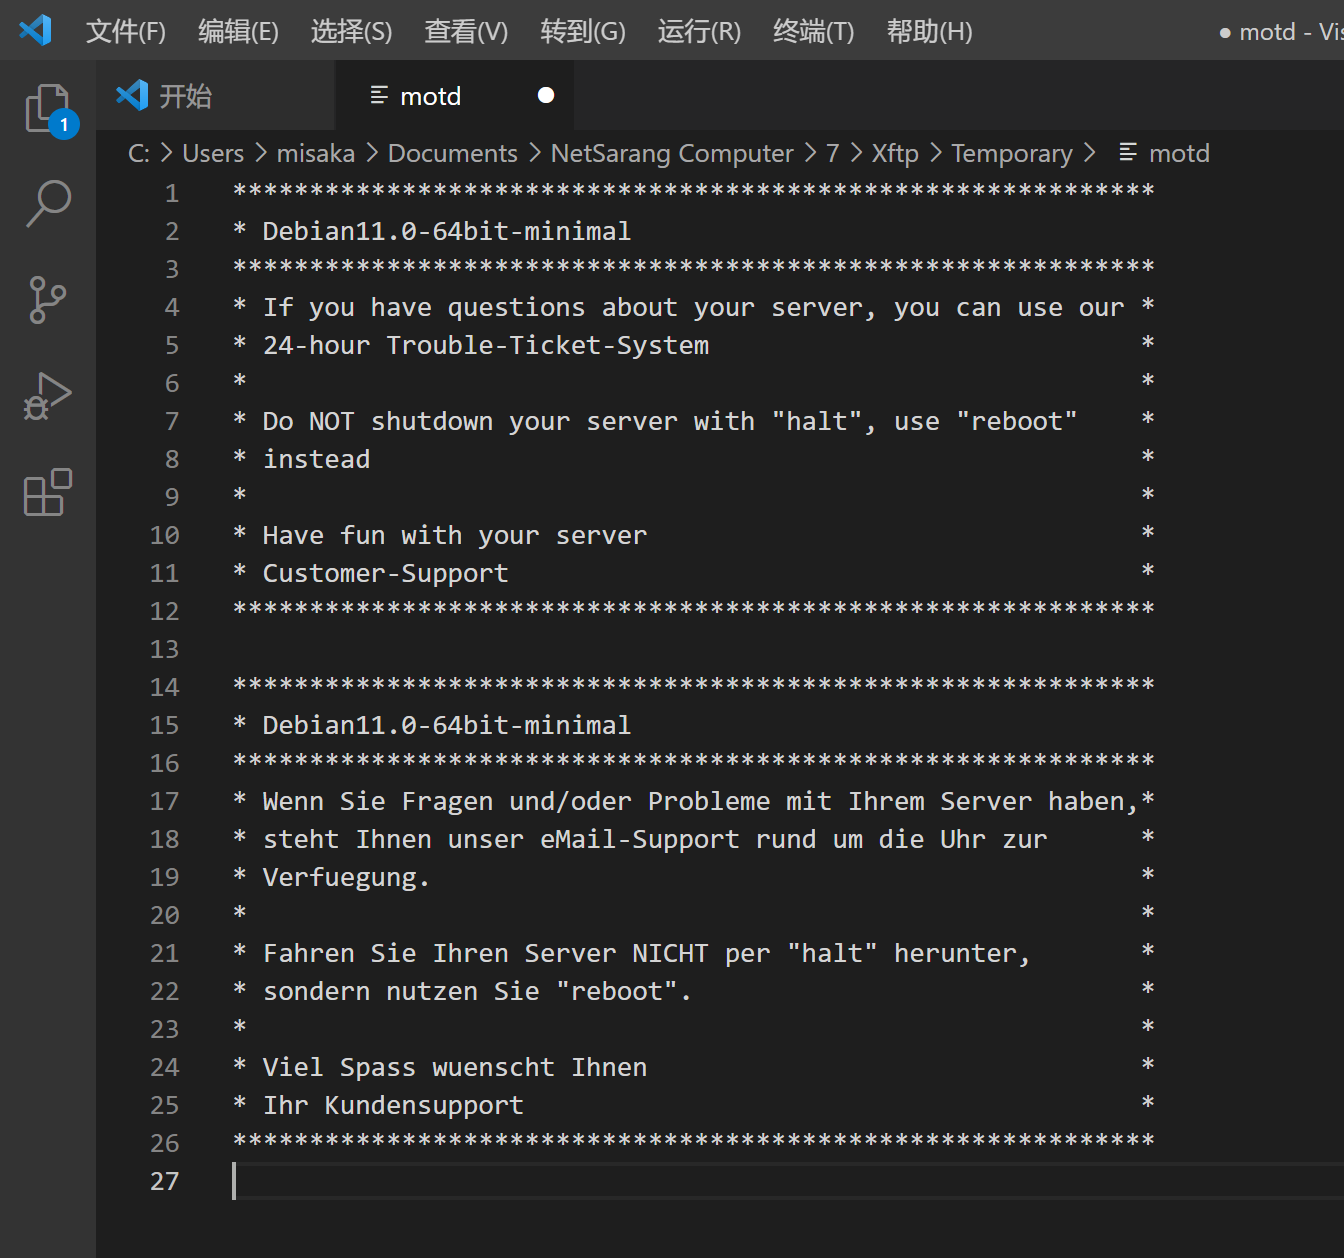 文件(F) 编辑(E) 选择(S) 查看(V) 转到(G) 运行(R) 终端(T) 帮助(H) ● motd - Vis
开始 motd ●
1
C: > Users > misaka > Documents > NetSarang Computer > 7 > Xftp > Temporary > motd
1 ************************************************************
2 * Debian11.0-64bit-minimal
3 ************************************************************
4 * If you have questions about your server, you can use our *
5 * 24-hour Trouble-Ticket-System                            *
6 *                                                          *
7 * Do NOT shutdown your server with "halt", use "reboot"    *
8 * instead                                                  *
9 *                                                          *
10 * Have fun with your server                                *
11 * Customer-Support                                         *
12 ************************************************************
13
14 ************************************************************
15 * Debian11.0-64bit-minimal
16 ************************************************************
17 * Wenn Sie Fragen und/oder Probleme mit Ihrem Server haben,*
18 * steht Ihnen unser eMail-Support rund um die Uhr zur      *
19 * Verfuegung.                                              *
20 *                                                          *
21 * Fahren Sie Ihren Server NICHT per "halt" herunter,       *
22 * sondern nutzen Sie "reboot".                             *
23 *                                                          *
24 * Viel Spass wuenscht Ihnen                                *
25 * Ihr Kundensupport                                        *
26 ************************************************************
27